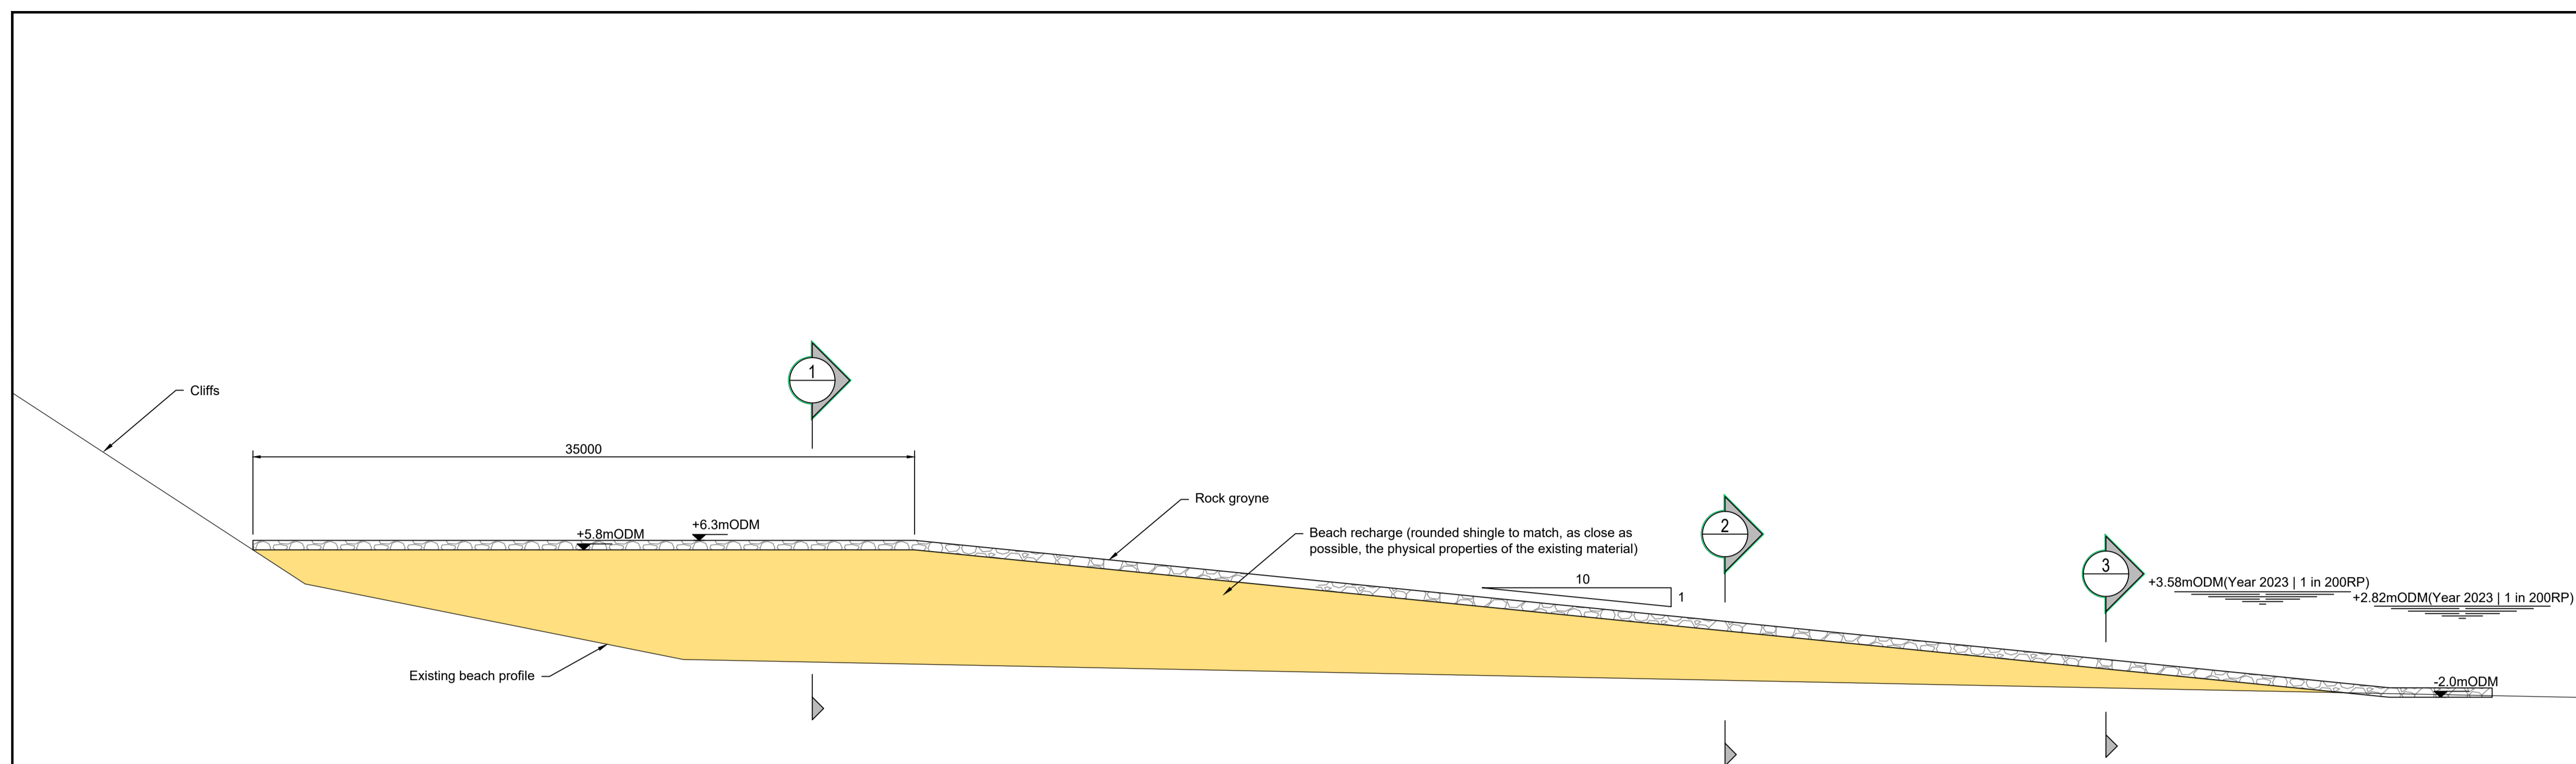 1
Cliffs
35000
Rock groyne
+6.3mODM
+5.8mODM
2
Beach recharge (rounded shingle to match, as close as
possible, the physical properties of the existing material)
3
10
1
+3.58mODM(Year 2023 | 1 in 200RP)
+2.82mODM(Year 2023 | 1 in 200RP)
Existing beach profile
-2.0mODM